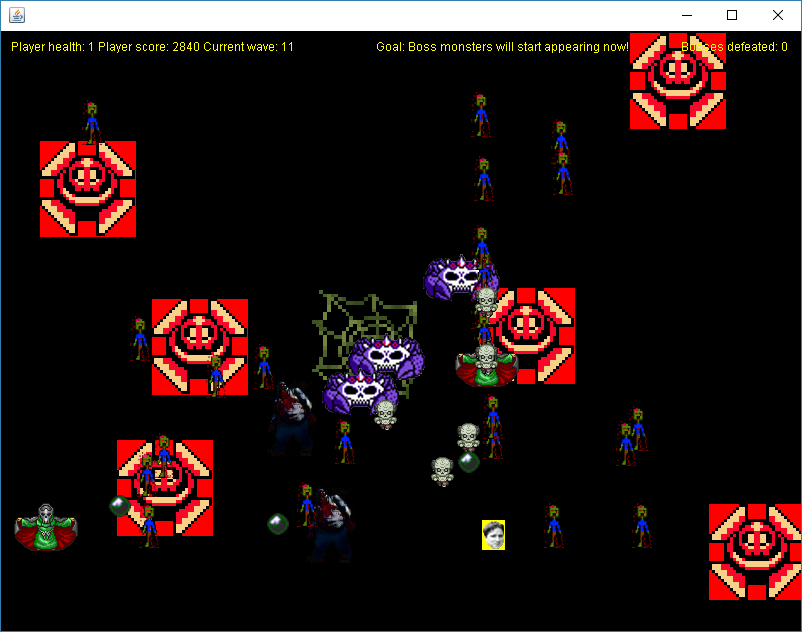 Player health: 1 Player score: 2840 Current wave: 11
Goal: Boss monsters will start appearing now!
Bosses defeated: 0